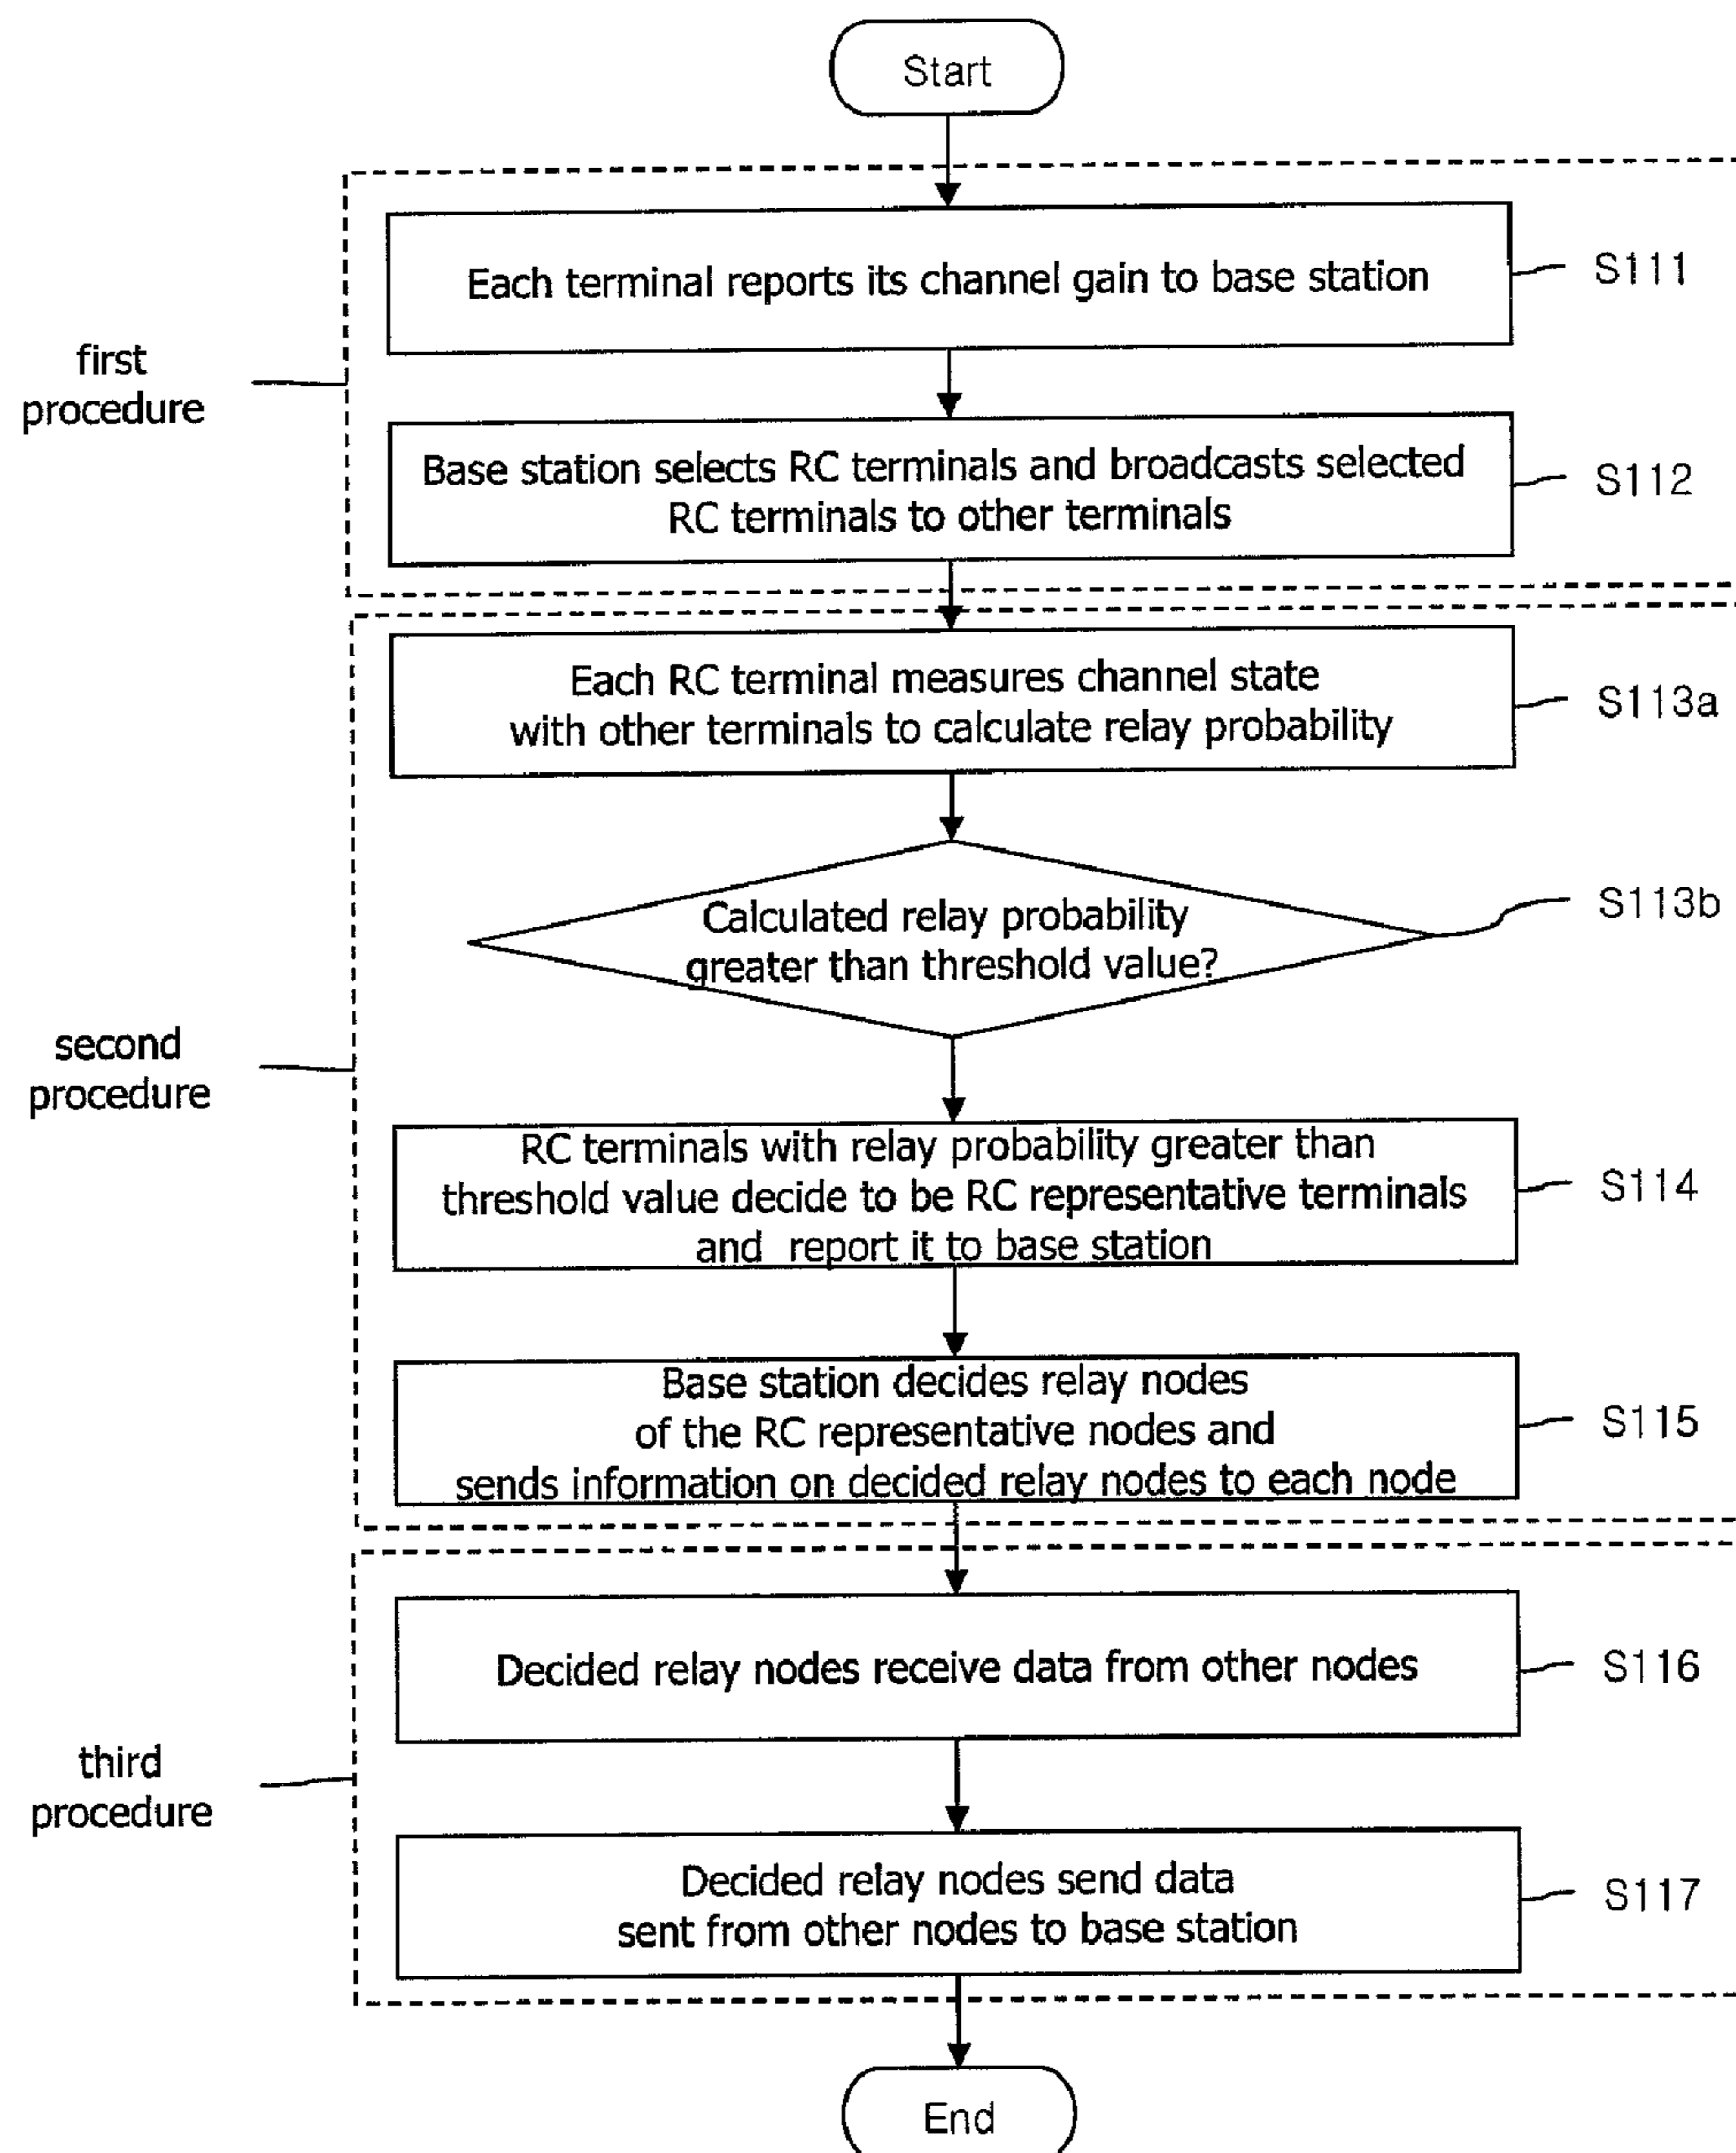 Start
Each terminal reports its channel gain to base station
S111
first
procedure
Base station selects RC terminals and broadcasts selected
RC terminals to other terminals
S112
Each RC terminal measures channel state
with other terminals to calculate relay probability
S113a
Calculated relay probability
greater than threshold value?
S113b
second
procedure
RC terminals with relay probability greater than
threshold value decide to be RC representative terminals
and report it to base station
S114
Base station decides relay nodes
of the RC representative nodes and
sends information on decided relay nodes to each node
S115
Decided relay nodes receive data from other nodes
S116
third
procedure
Decided relay nodes send data
sent from other nodes to base station
S117
End